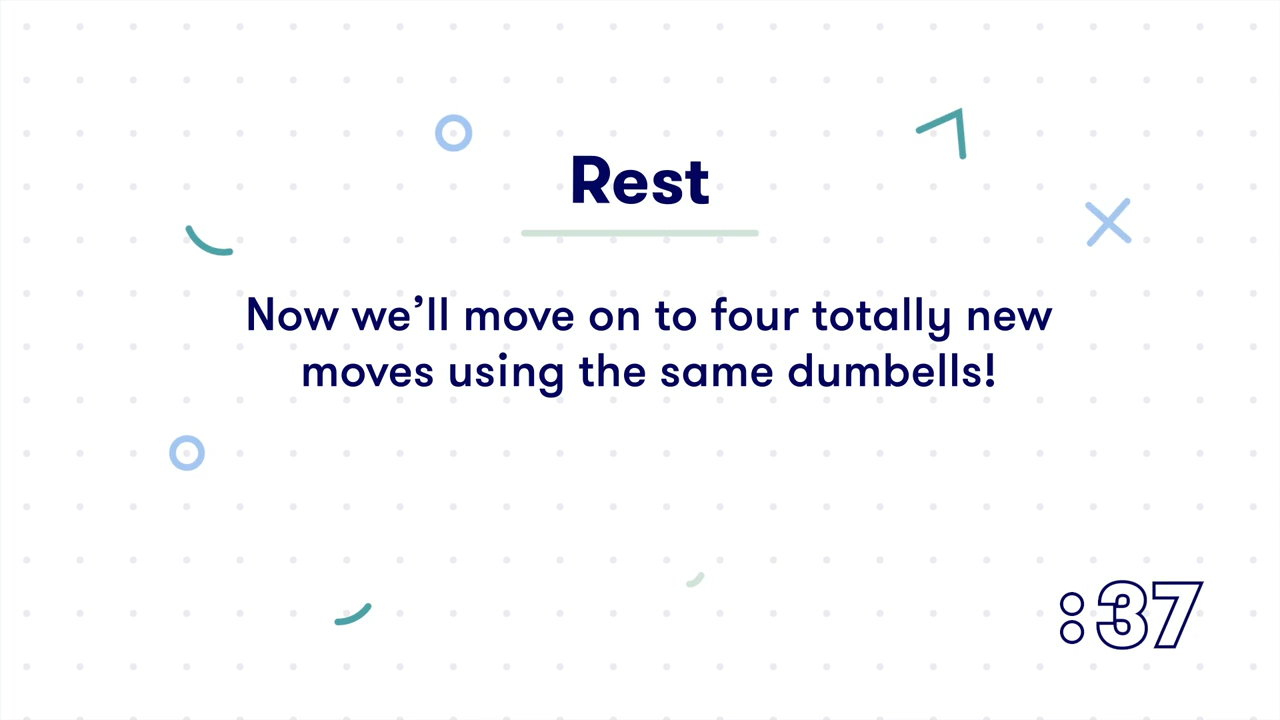 Rest
Now we’ll move on to four totally new
moves using the same dumbells!
:37